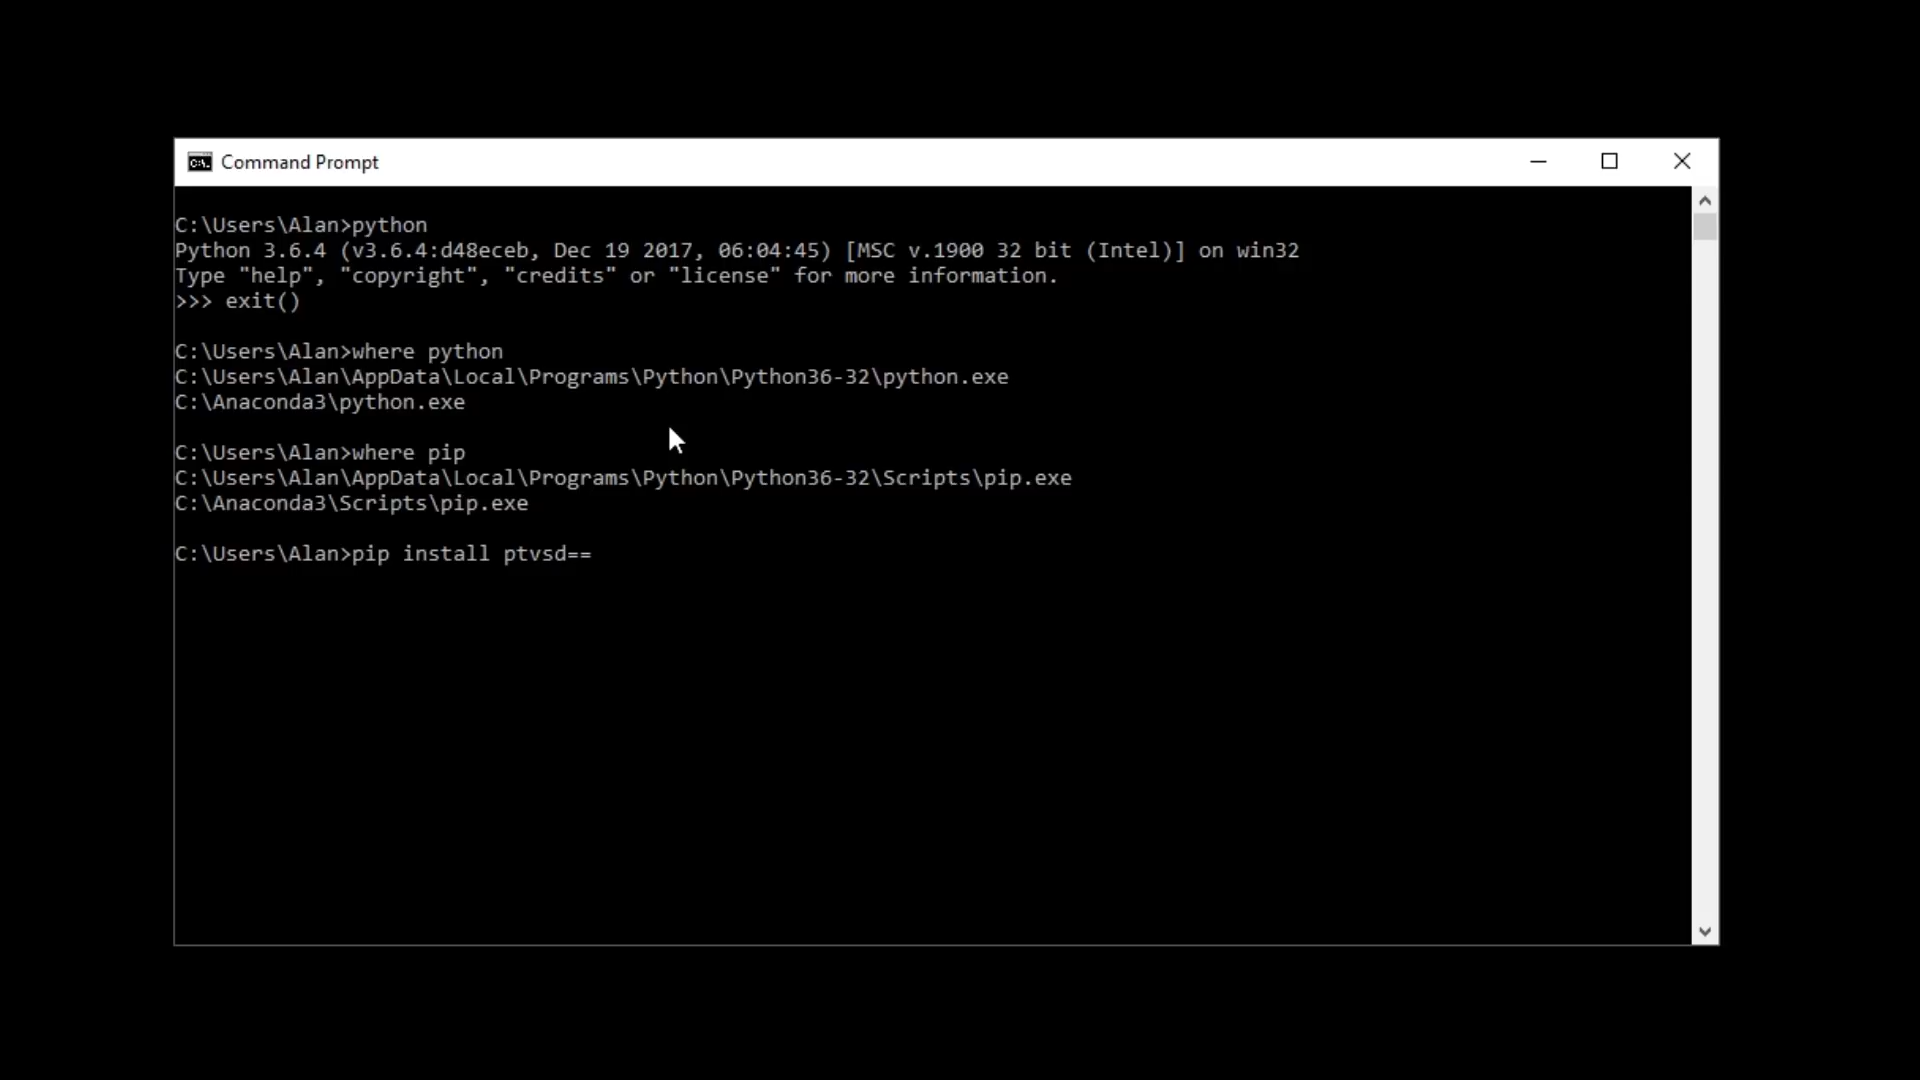 Command Prompt
C:\Users\Alan>python
Python 3.6.4 (v3.6.4:d48eceb, Dec 19 2017, 06:04:45) [MSC v.1900 32 bit (Intel)] on win32
Type "help", "copyright", "credits" or "license" for more information.
>>> exit()
C:\Users\Alan>where python
C:\Users\Alan\AppData\Local\Programs\Python\Python36-32\python.exe
C:\Anaconda3\python.exe
C:\Users\Alan>where pip
C:\Users\Alan\AppData\Local\Programs\Python\Python36-32\Scripts\pip.exe
C:\Anaconda3\Scripts\pip.exe
C:\Users\Alan>pip install ptvsd==